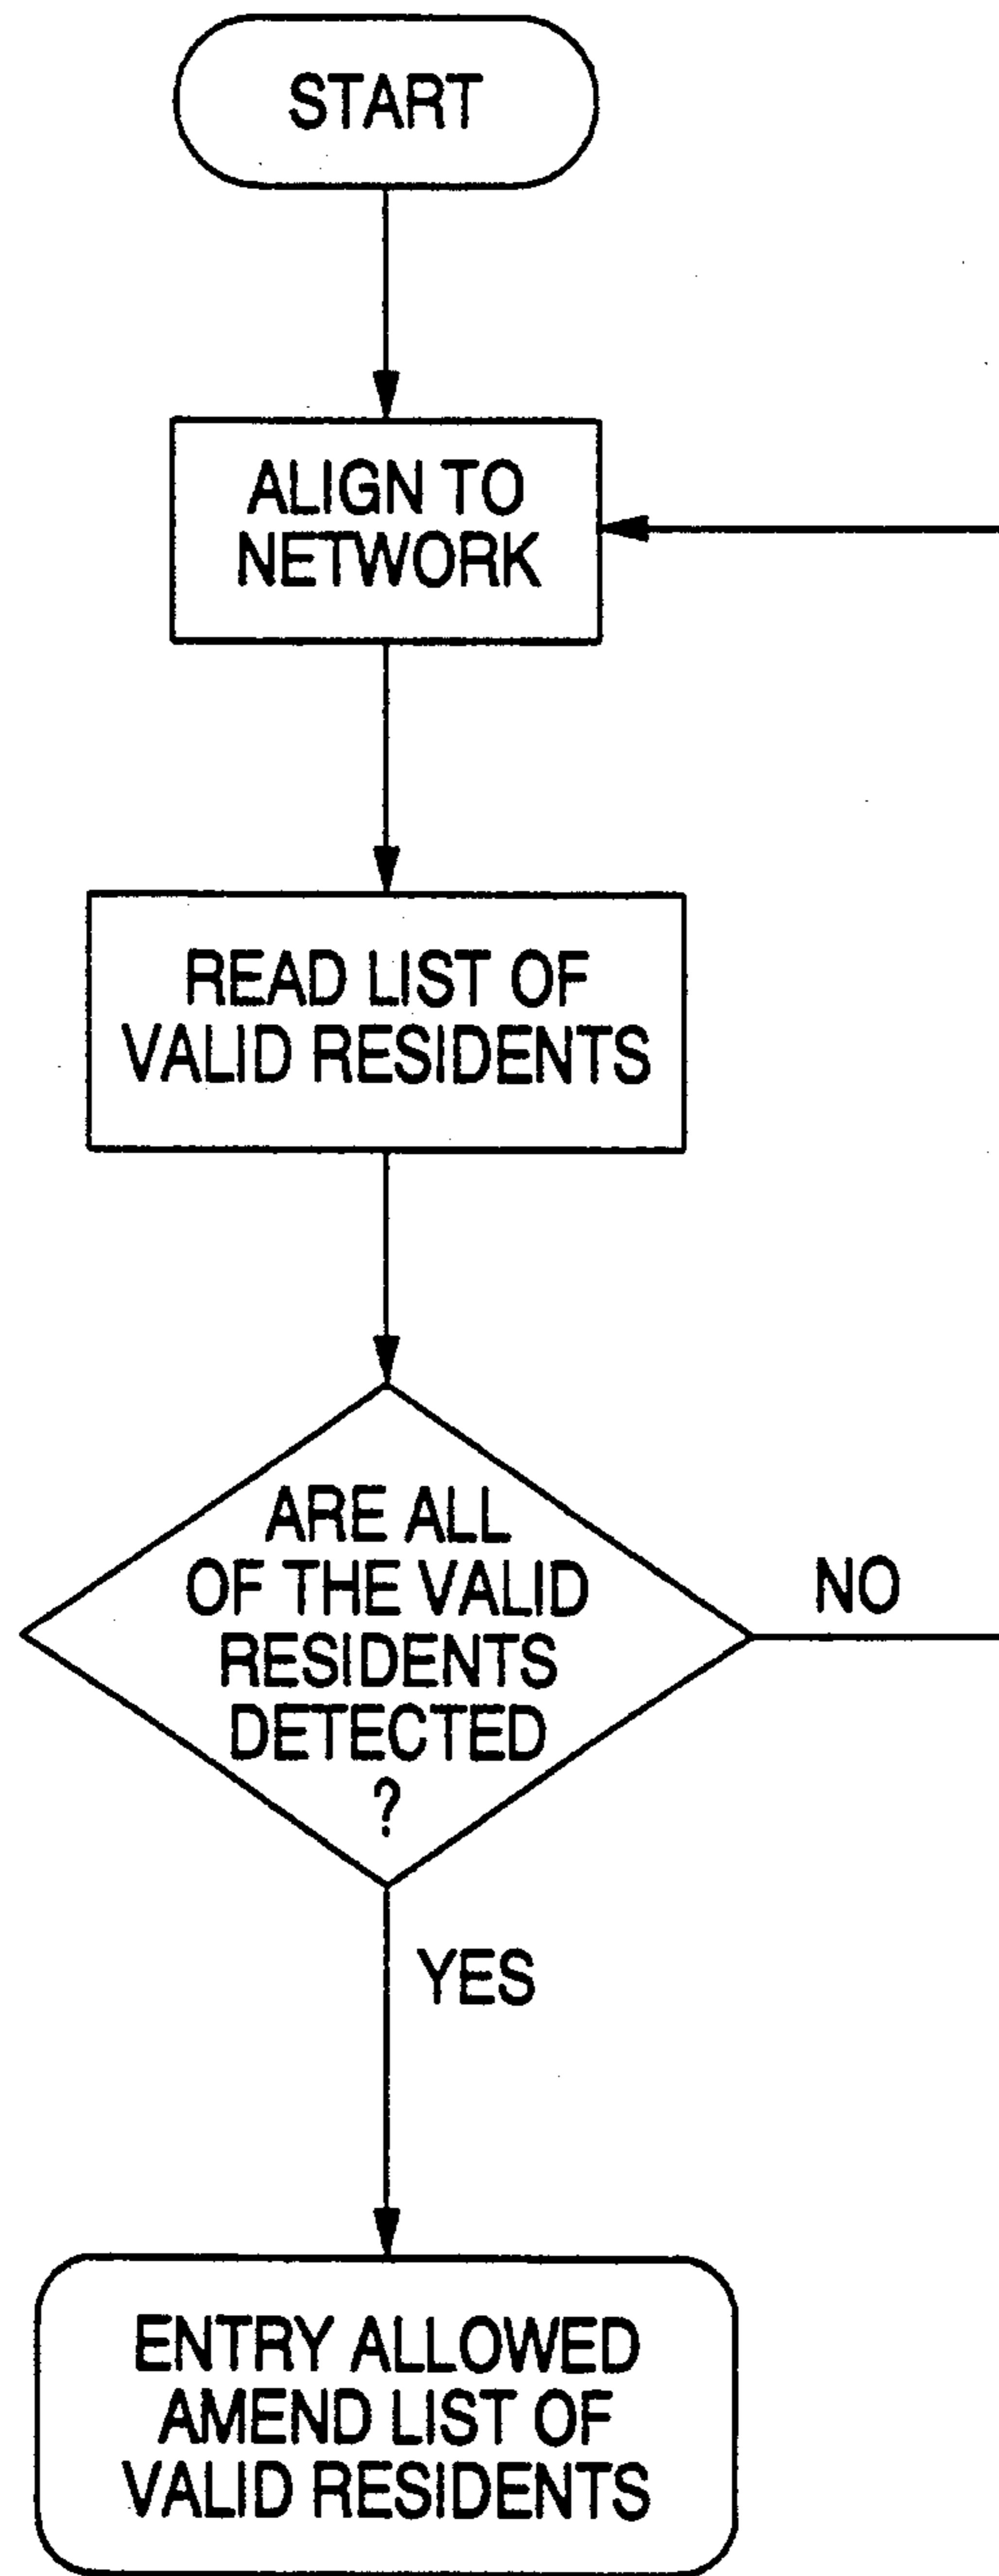 START
ALIGN TO
NETWORK
READ LIST OF
VALID RESIDENTS
ARE ALL
OF THE VALID
RESIDENTS
DETECTED
?
NO
YES
ENTRY ALLOWED
AMEND LIST OF
VALID RESIDENTS